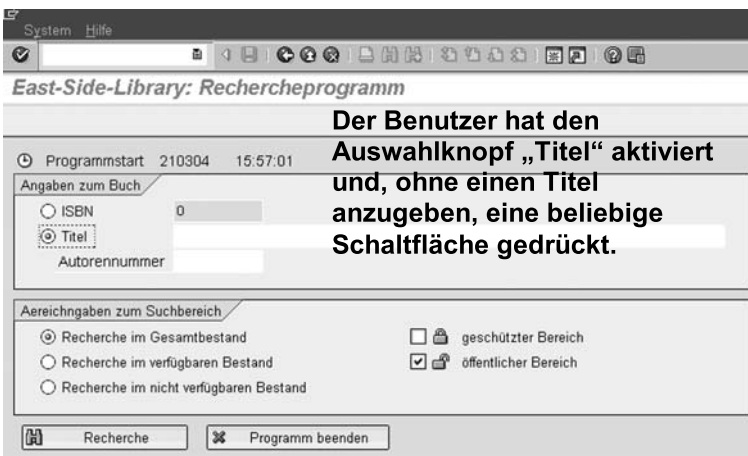 System Hilfe
East-Side-Library: Rechercheprogramm
Der Benutzer hat den
Auswahlknopf „Titel“ aktiviert
und, ohne einen Titel
anzugeben, eine beliebige
Schaltfläche gedrückt.
Programmstart 210304 15:57:01
Angaben zum Buch
ISBN 0
Titel
Autorennummer
Aereichngaben zum Suchbereich
Recherche im Gesamtbestand geschützter Bereich
Recherche im verfügbaren Bestand öffentlicher Bereich
Recherche im nicht verfügbaren Bestand
Recherche Programm beenden